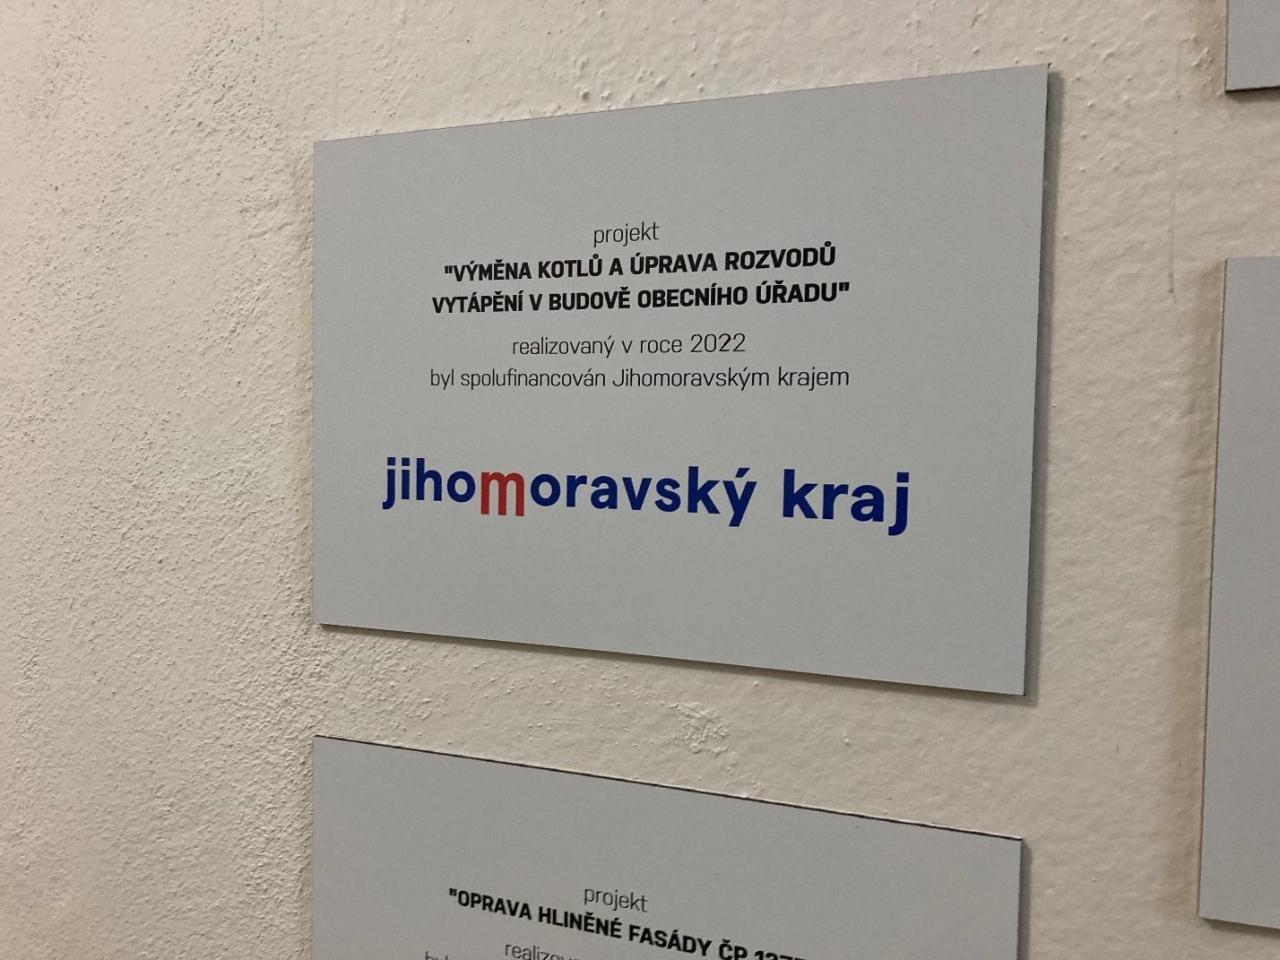 projekt
"VÝMĚNA KOTLŮ A ÚPRAVA ROZVODŮ
VYTÁPĚNÍ V BUDOVĚ OBECNÍHO ÚŘADU"
realizovaný v roce 2022
byl spolufinancován Jihomoravským krajem
jihomoravský kraj
projekt
"OPRAVA HLINĚNÉ FASÁDY ČP